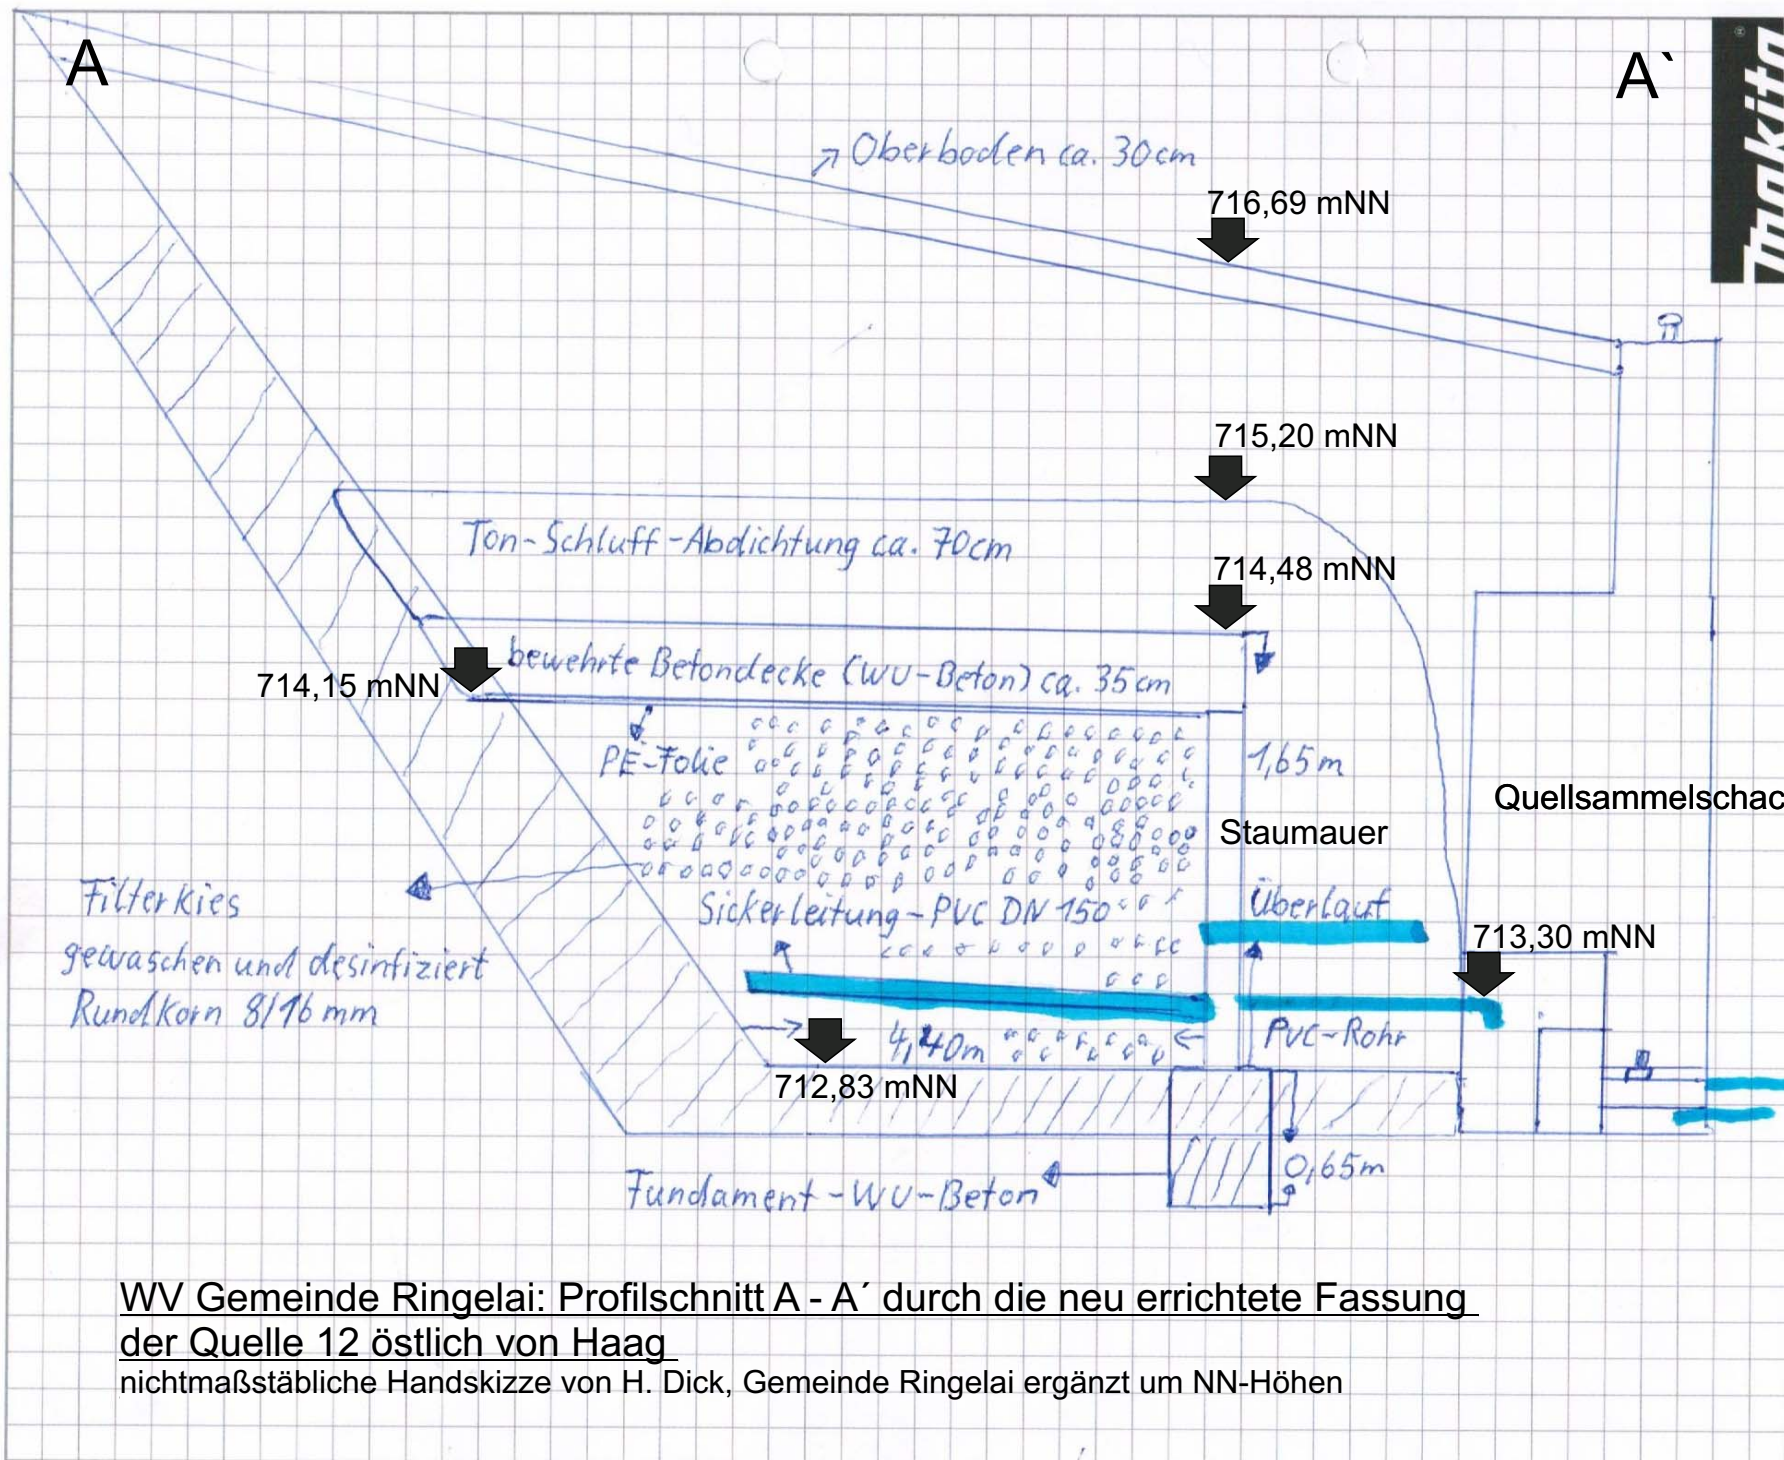 A
A`
makita
®
↗ Oberboden ca. 30cm
716,69 mNN
715,20 mNN
Ton-Schluff-Abdichtung ca. 70cm
714,48 mNN
bewehrte Betondecke (WU-Beton) ca. 35cm
714,15 mNN
PE-Folie
1,65m
Quellsammelschac
Staumauer
Filterkies
gewaschen und desinfiziert
Rundkorn 8/16 mm
Sickerleitung-PVC DN 150
Überlauf
713,30 mNN
4,40m
PVC-Rohr
712,83 mNN
0,65m
Fundament-WU-Beton
WV Gemeinde Ringelai: Profilschnitt A - A´ durch die neu errichtete Fassung
der Quelle 12 östlich von Haag
nichtmaßstäbliche Handskizze von H. Dick, Gemeinde Ringelai ergänzt um NN-Höhen